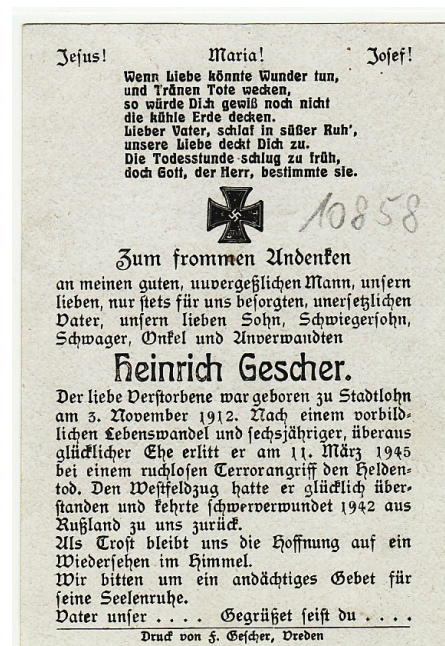 Jesus! Maria! Josef!
Wenn Liebe könnte Wunder tun,
und Tränen Tote wecken,
so würde Dich gewiß noch nicht
die kühle Erde decken.
Lieber Vater, schlaf in süßer Ruh',
unsere Liebe deckt Dich zu.
Die Todesstunde schlug zu früh,
doch Gott, der Herr, bestimmte sie.
10858
Zum frommen Andenken
an meinen guten, unvergeßlichen Mann, unsern
lieben, nur stets für uns besorgten, unersetzlichen
Vater, unsern lieben Sohn, Schwiegersohn,
Schwager, Onkel und Anverwandten
Heinrich Gescher.
Der liebe Verstorbene war geboren zu Stadtlohn
am 3. November 1912. Nach einem vorbild-
lichen Lebenswandel und sechsjähriger, überaus
glücklicher Ehe erlitt er am 11. März 1945
bei einem ruchlosen Terrorangriff den Helden-
tod. Den Westfeldzug hatte er glücklich über-
standen und kehrte schwerverwundet 1942 aus
Rußland zu uns zurück.
Als Trost bleibt uns die Hoffnung auf ein
Wiedersehen im Himmel.
Wir bitten um ein andächtiges Gebet für
seine Seelenruhe.
Vater unser . . . . Gegrüßet seist du . . . .
Druck von F. Gescher, Vreden